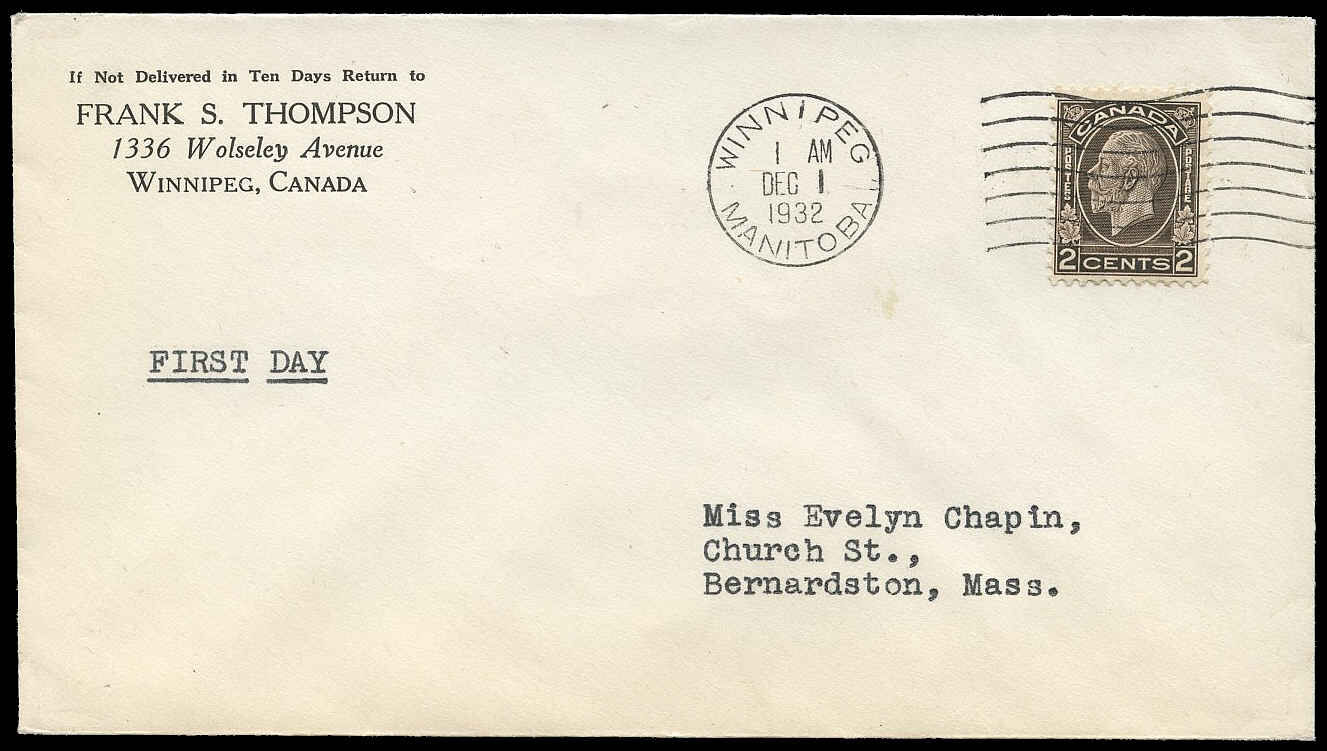 If Not Delivered in Ten Days Return to
FRANK S. THOMPSON
1336 Wolseley Avenue
WINNIPEG, CANADA
WINNIPEG
1 AM
DEC 1
1932
MANITOBA
CANADA
POSTES
POSTAGE
2 CENTS 2
FIRST DAY
Miss Evelyn Chapin,
Church St.,
Bernardston, Mass.